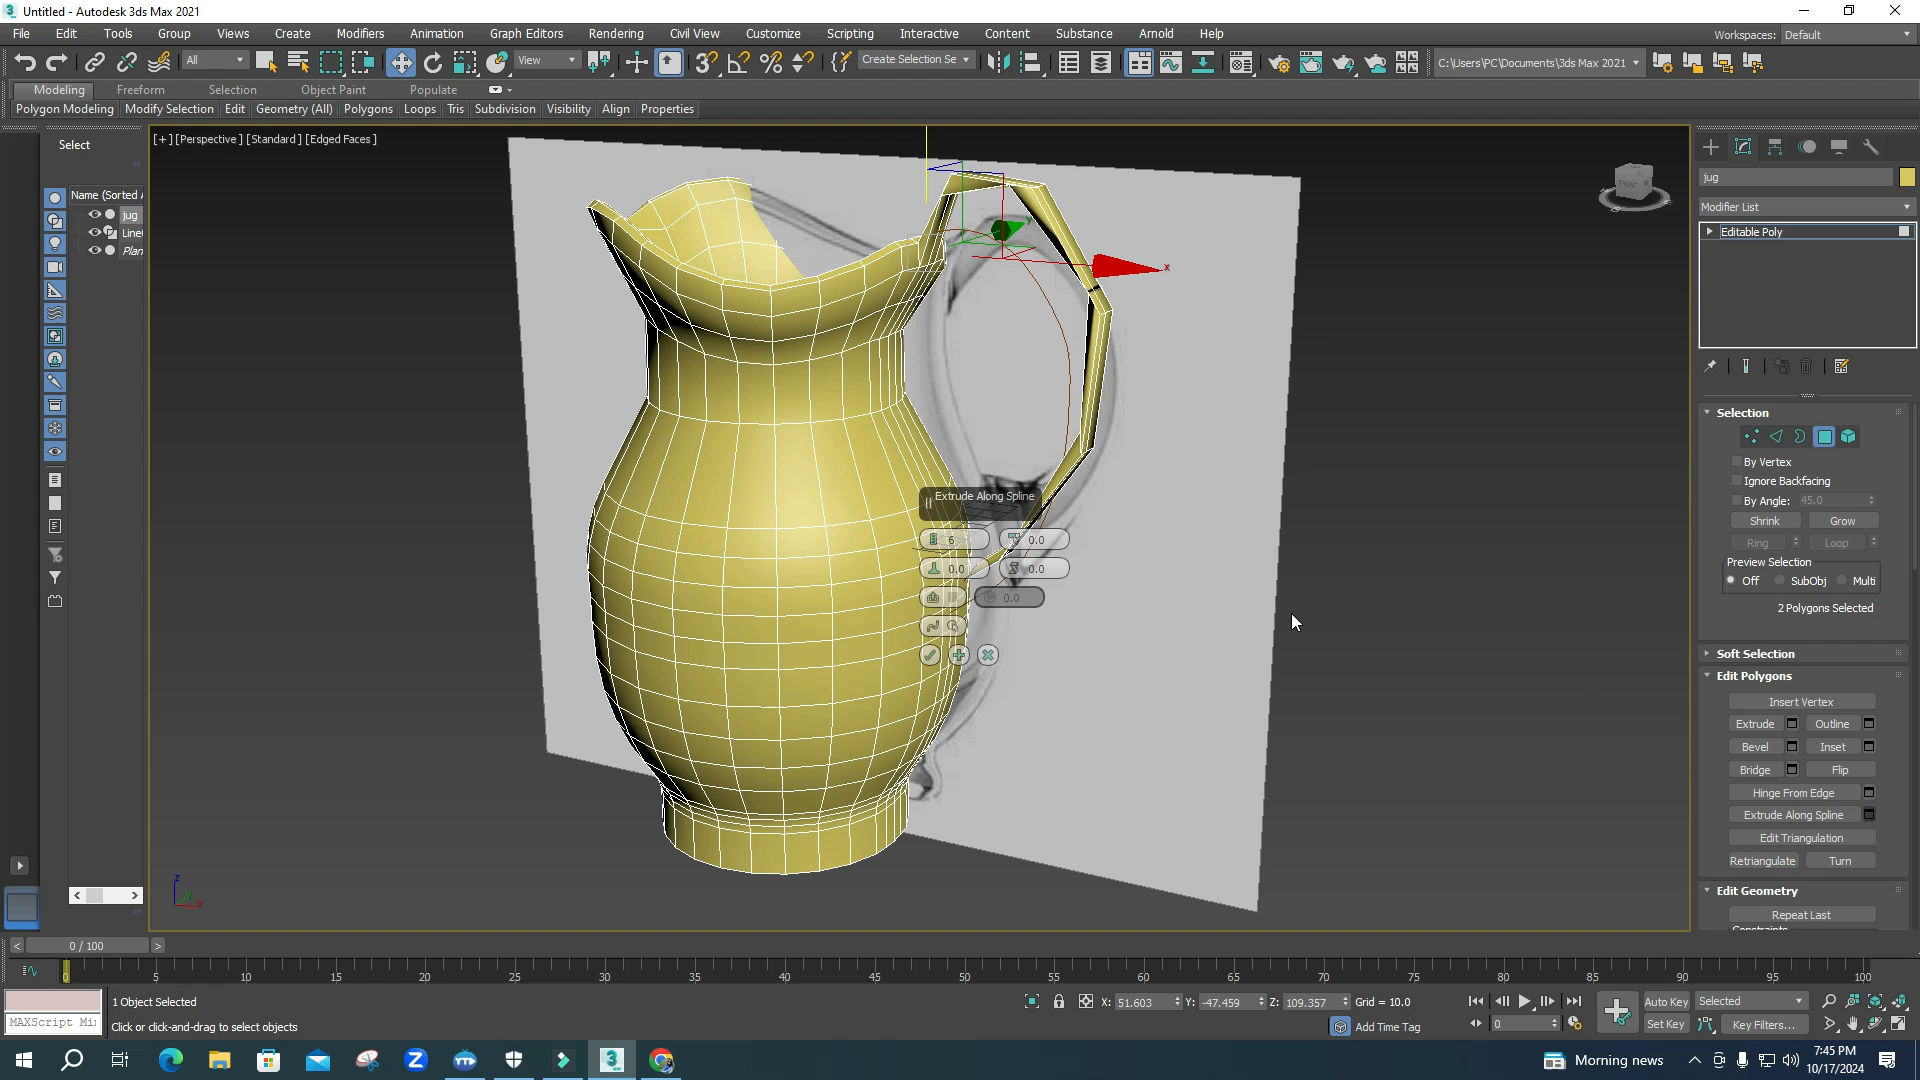 Untitled - Autodesk 3ds Max 2021
File Edit Tools Group Views Create Modifiers Animation Graph Editors Rendering Civil View Customize Scripting Interactive Content Substance Arnold Help
Workspaces: Default
All View Create Selection Se C:\Users\PC\Documents\3ds Max 2021
Modeling Freeform Selection Object Paint Populate
Polygon Modeling Modify Selection Edit Geometry (All) Polygons Loops Tris Subdivision Visibility Align Properties
[+] [Perspective] [Standard] [Edged Faces]
Select
Name (Sorted A
jug
Line
Plan
FRONT
x
y
Extrude Along Spline
6 0.0
0.0 0.0
0.0
z
x
jug
Modifier List
Editable Poly
Selection
By Vertex
Ignore Backfacing
By Angle: 45.0
Shrink Grow
Ring Loop
Preview Selection
Off SubObj Multi
2 Polygons Selected
Soft Selection
Edit Polygons
Insert Vertex
Extrude Outline
Bevel Inset
Bridge Flip
Hinge From Edge
Extrude Along Spline
Edit Triangulation
Retriangulate Turn
Edit Geometry
Repeat Last
Constraints
0 / 100
0 5 10 15 20 25 30 35 40 45 50 55 60 65 70 75 80 85 90 95 100
1 Object Selected
X: 51.603 Y: -47.459 Z: 109.357 Grid = 10.0
Auto Key Selected
MAXScript Mi
Click or click-and-drag to select objects
Add Time Tag
0
Set Key Key Filters...
Morning news
7:45 PM
10/17/2024